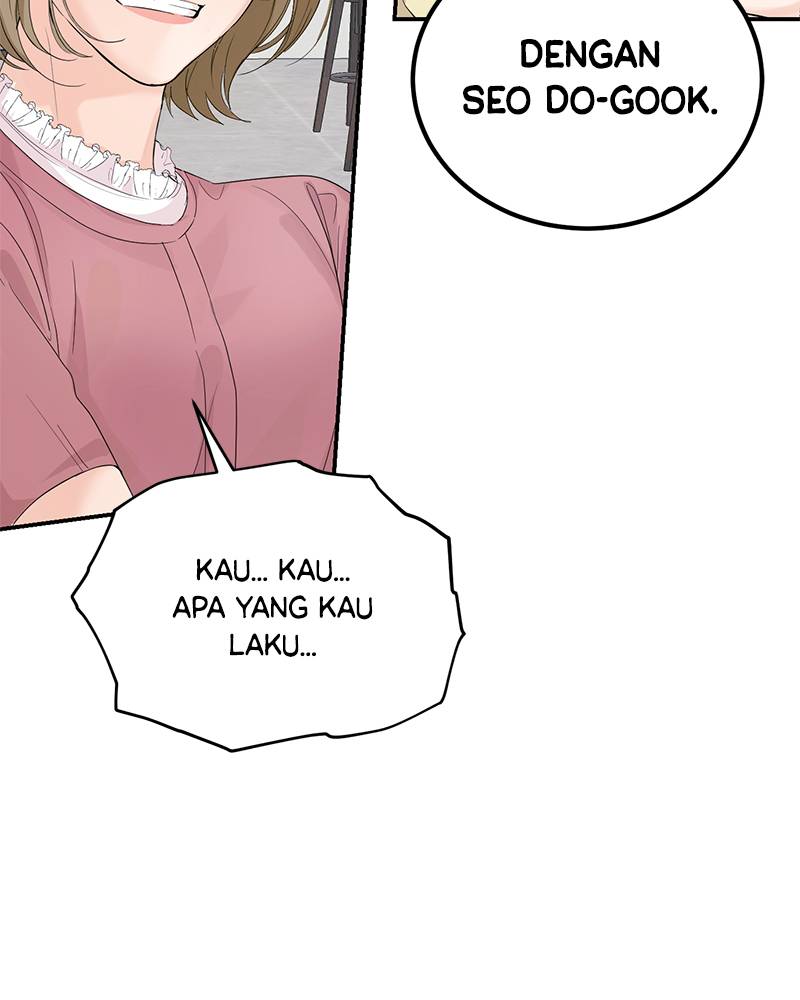 DENGAN
SEO DO-GOOK.
KAU... KAU...
APA YANG KAU
LAKU...